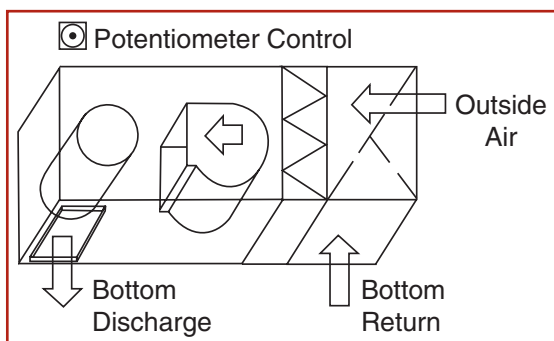 Potentiometer Control
Outside
Air
Bottom
Discharge
Bottom
Return